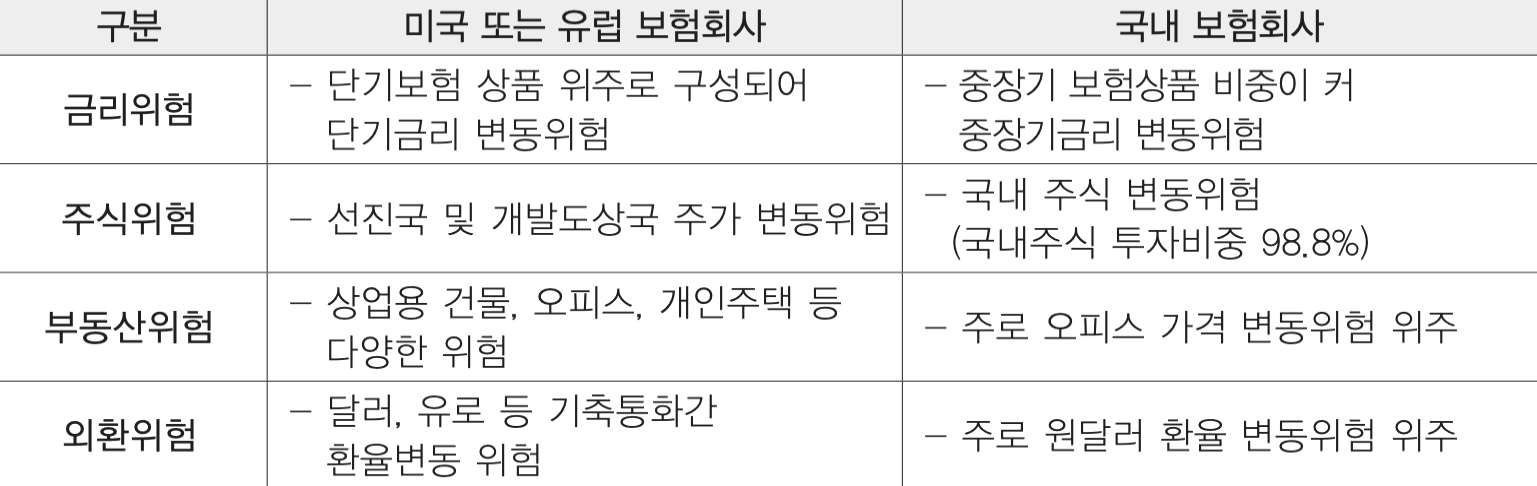 구분 미국 또는 유럽 보험회사 국내 보험회사
금리위험
– 단기보험 상품 위주로 구성되어
단기금리 변동위험
– 중장기 보험상품 비중이 커
중장기금리 변동위험
주식위험
– 선진국 및 개발도상국 주가 변동위험
– 국내 주식 변동위험
(국내주식 투자비중 98.8%)
부동산위험
– 상업용 건물, 오피스, 개인주택 등
다양한 위험
– 주로 오피스 가격 변동위험 위주
외환위험
– 달러, 유로 등 기축통화간
환율변동 위험
– 주로 원달러 환율 변동위험 위주